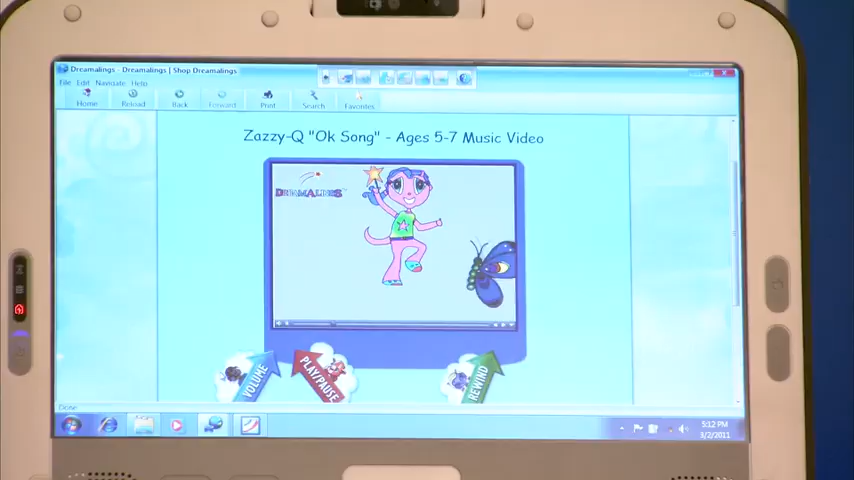 Dreamalings - Dreamalings | Shop Dreamalings
File Edit Navigate Help
Home Reload Back Forward Print Search Favorites
Zazzy-Q "Ok Song" - Ages 5-7 Music Video
DREAMALINGS
VOLUME
PLAY/PAUSE
REWIND
Done
5:12 PM
3/2/2011